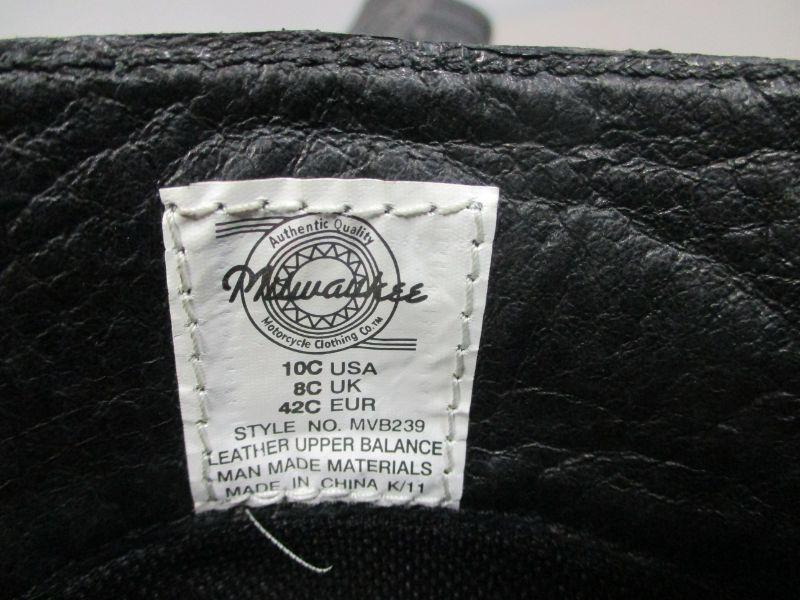 Authentic Quality
Milwaukee
Motorcycle Clothing Co.™
10C USA
8C UK
42C EUR
STYLE NO. MVB239
LEATHER UPPER BALANCE
MAN MADE MATERIALS
MADE IN CHINA K/11